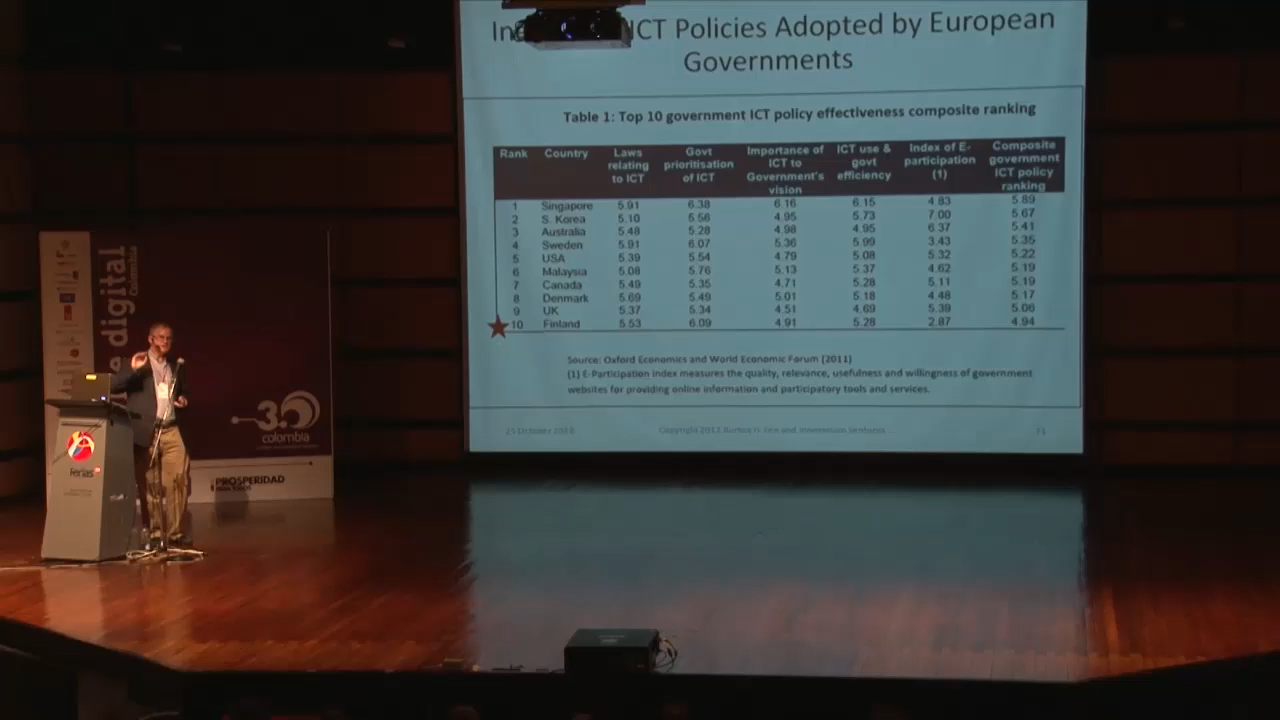 ICT Policies Adopted by European
Governments
Table 1: Top 10 government ICT policy effectiveness composite ranking
Rank Country Laws relating to ICT Govt prioritisation of ICT Importance of ICT to Government's vision ICT use & govt efficiency Index of E-participation (1) Composite government ICT policy ranking
1 Singapore 5.91 6.38 6.16 6.15 4.83 5.89
2 S. Korea 5.10 5.56 4.95 5.73 7.00 5.67
3 Australia 5.48 5.28 4.98 4.95 6.37 5.41
4 Sweden 5.91 6.07 5.36 5.99 3.43 5.35
5 USA 5.39 5.54 4.79 5.08 5.32 5.22
6 Malaysia 5.08 5.76 5.13 5.37 4.62 5.19
7 Canada 5.49 5.35 4.71 5.28 5.11 5.19
8 Denmark 5.69 5.49 5.01 5.18 4.48 5.17
9 UK 5.37 5.34 4.51 4.69 5.39 5.06
10 Finland 5.53 6.09 4.91 5.28 2.87 4.94
Source: Oxford Economics and World Economic Forum (2011)
(1) E-Participation index measures the quality, relevance, usefulness and willingness of government
websites for providing online information and participatory tools and services.
digital
Colombia
3.0
colombia
PROSPERIDAD
PARA TODOS
ferias